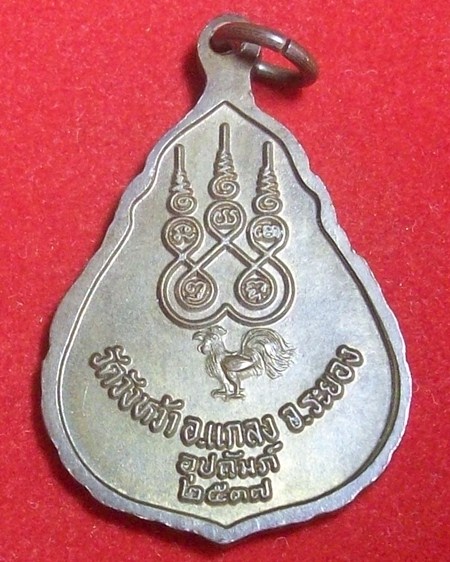 วัดวังหว้า อ.แกลง จ.ระยอง
อุปถัมภ์
๒๕๓๗